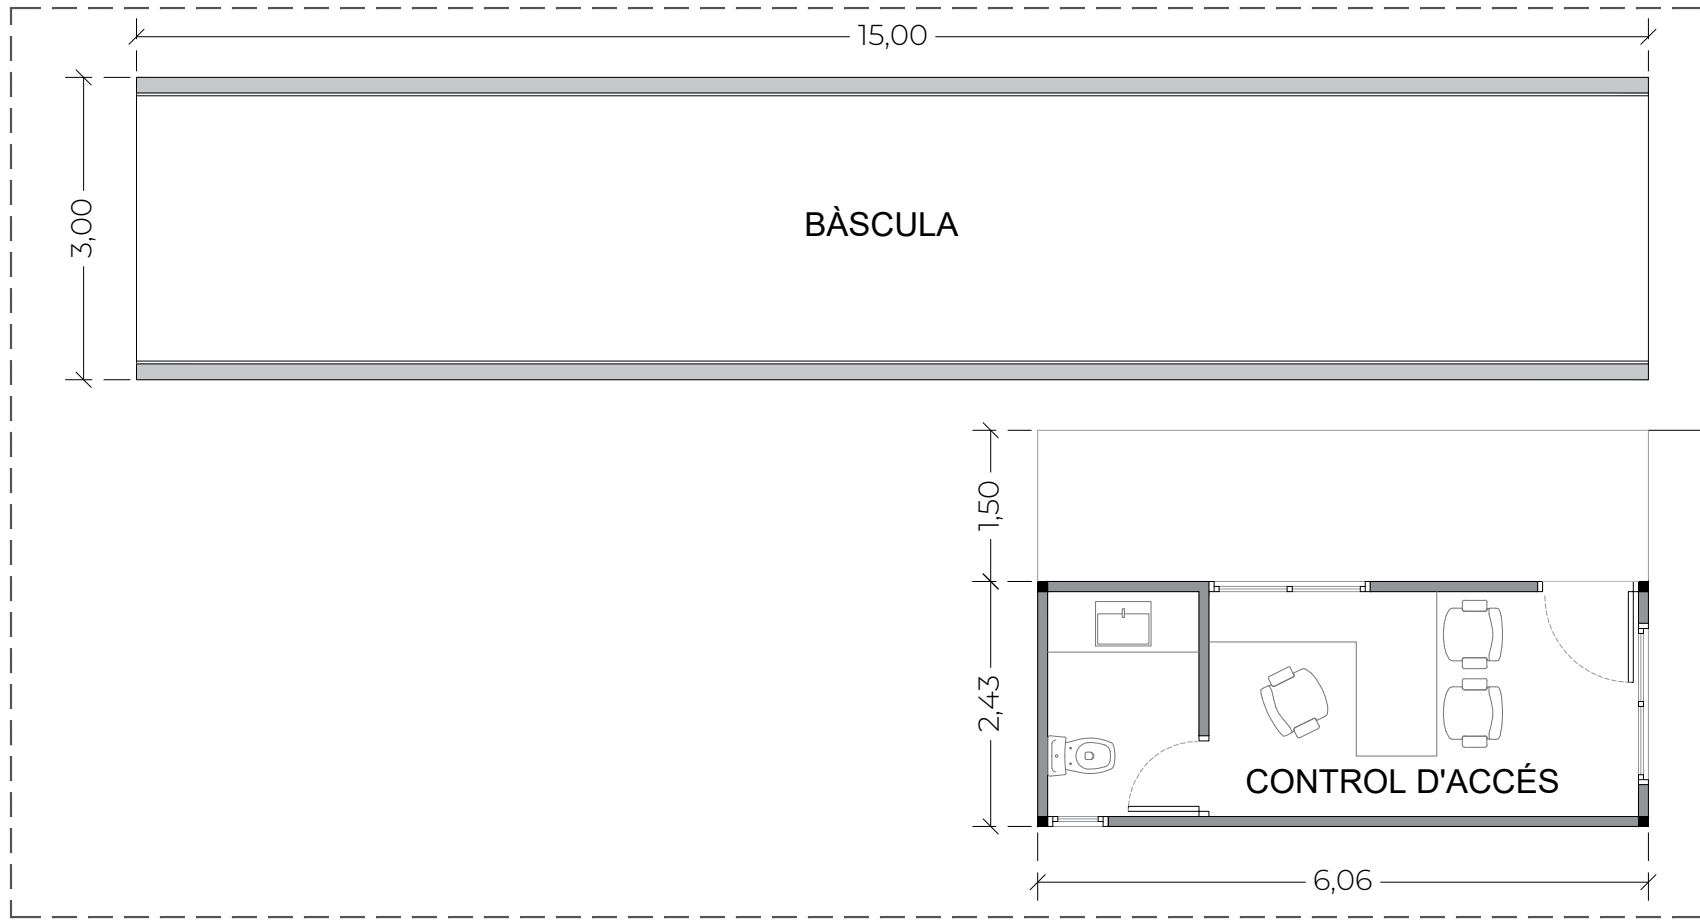 15,00
3,00
BÀSCULA
1,50
2,43
CONTROL D'ACCÉS
6,06